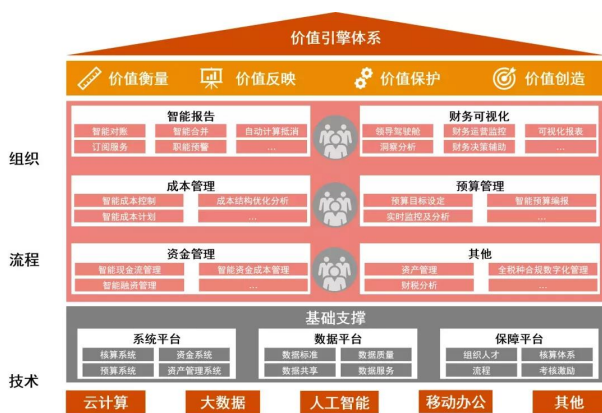 价值引擎体系
价值衡量 价值反映 价值保护 价值创造
组织
智能报告
智能对账 智能合并 自动计算抵消
订阅服务 职能预警 ...
财务可视化
领导驾驶舱 财务运营监控 可视化报表
洞察分析 财务决策辅助 ...
成本管理
智能成本控制 成本结构优化分析
智能成本计划 ...
预算管理
预算目标设定 智能预算编报
实时监控及分析 ...
流程
资金管理
智能现金流管理 智能资金成本管理
智能融资管理 ...
其他
资产管理 全税种合规数字化管理
财税分析 ...
基础支撑
系统平台
核算系统 资金系统
预算系统 资产管理系统
数据平台
数据标准 数据质量
数据共享 数据服务
保障平台
组织人才 核算体系
流程 考核激励
技术
云计算 大数据 人工智能 移动办公 其他